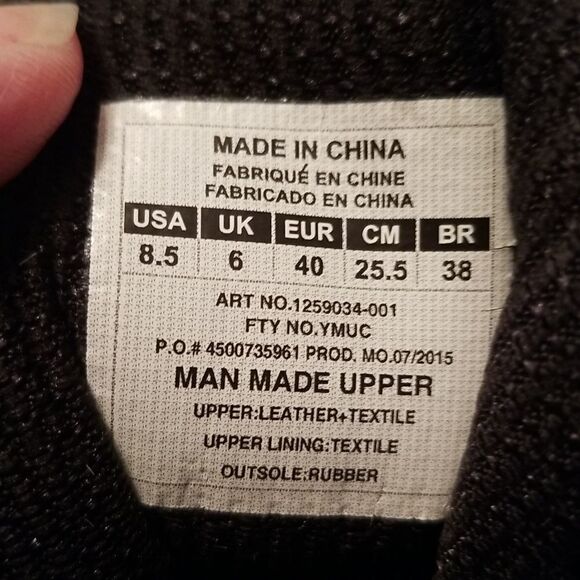 MADE IN CHINA
FABRIQUÉ EN CHINE
FABRICADO EN CHINA
USA UK EUR CM BR
8.5 6 40 25.5 38
ART NO.1259034-001
FTY NO.YMUC
P.O.# 4500735961 PROD. MO.07/2015
MAN MADE UPPER
UPPER:LEATHER+TEXTILE
UPPER LINING:TEXTILE
OUTSOLE:RUBBER